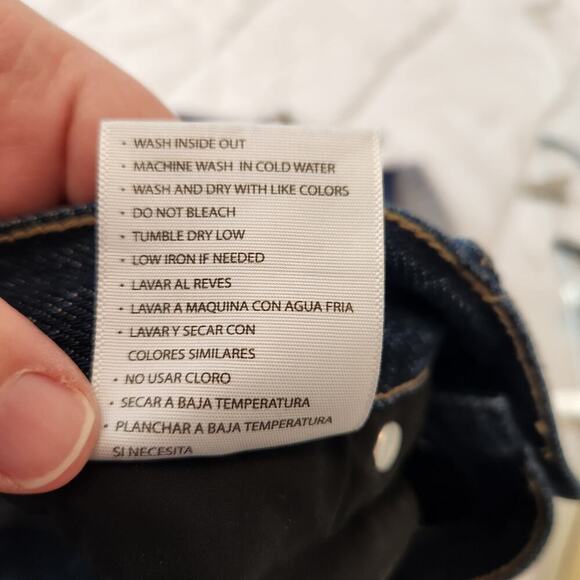 • WASH INSIDE OUT
• MACHINE WASH IN COLD WATER
• WASH AND DRY WITH LIKE COLORS
• DO NOT BLEACH
• TUMBLE DRY LOW
• LOW IRON IF NEEDED
• LAVAR AL REVES
• LAVAR A MAQUINA CON AGUA FRIA
• LAVAR Y SECAR CON
COLORES SIMILARES
• NO USAR CLORO
• SECAR A BAJA TEMPERATURA
• PLANCHAR A BAJA TEMPERATURA
SI NECESITA